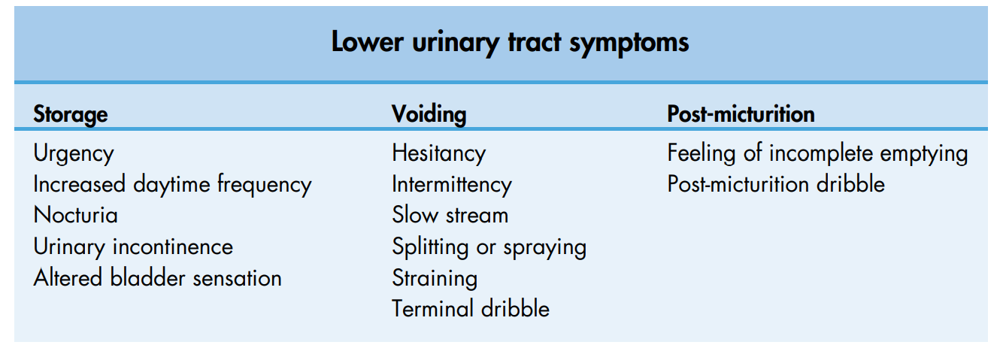 Lower urinary tract symptoms
Storage Voiding Post-micturition
Urgency Hesitancy Feeling of incomplete emptying
Increased daytime frequency Intermittency Post-micturition dribble
Nocturia Slow stream
Urinary incontinence Splitting or spraying
Altered bladder sensation Straining
Terminal dribble